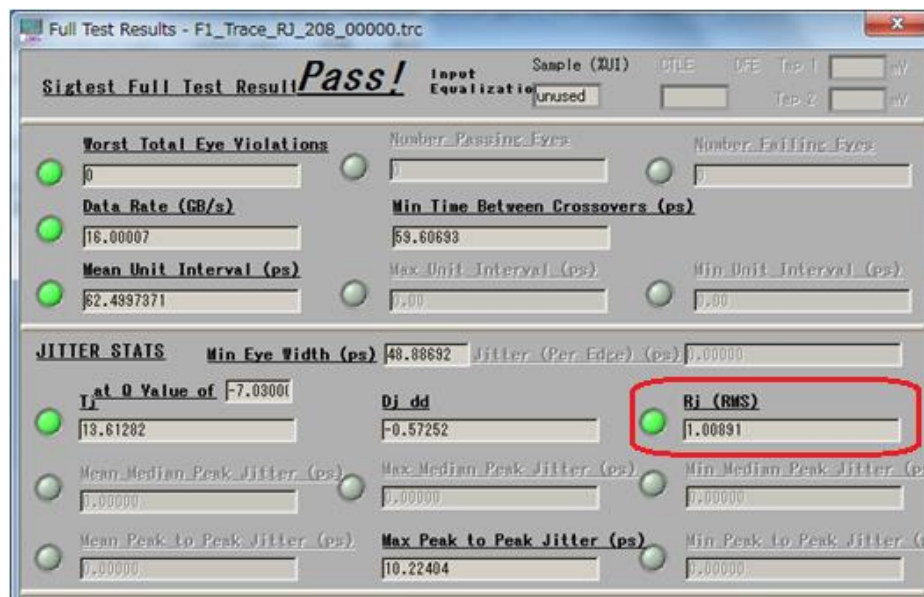 Full Test Results - F1_Trace_RJ_208_00000.trc
Sigtest Full Test Result Pass! Input Equalizatio Sample (%UI) unused CTLE DFE Tap 1 mV
Tap 2 mV
Worst Total Eye Violations Number Passing Eyes Number Failing Eyes
0 0 0
Data Rate (GB/s) Min Time Between Crossovers (ps)
16.00007 59.60693
Mean Unit Interval (ps) Max Unit Interval (ps) Min Unit Interval (ps)
62.4997371 0.00 0.00
JITTER STATS Min Eye Width (ps) 48.88692 Jitter (Per Edge) (ps) 0.00000
Tj at Q Value of -7.0300 Dj dd Rj (RMS)
13.61282 -0.57252 1.00891
Mean Median Peak Jitter (ps) Max Median Peak Jitter (ps) Min Median Peak Jitter (p
0.00000 0.00000 0.00000
Mean Peak to Peak Jitter (ps) Max Peak to Peak Jitter (ps) Min Peak to Peak Jitter (p
0.00000 10.22404 0.00000